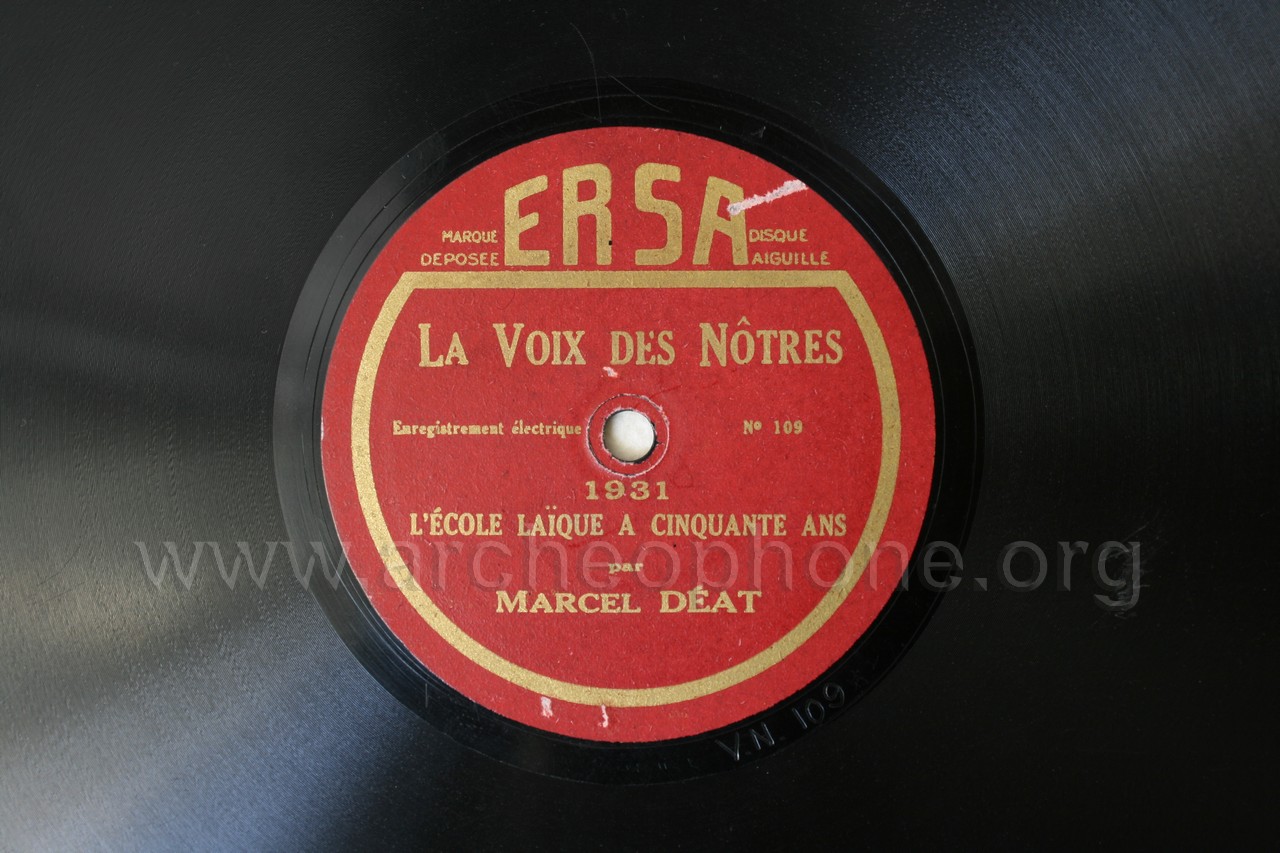 ERSA
MARQUE DEPOSEE
DISQUE AIGUILLE
LA VOIX DES NÔTRES
Enregistrement électrique Nº 109
1931
L'ÉCOLE LAÏQUE A CINQUANTE ANS
par
MARCEL DÉAT
www.archeophone.org
V.N. 109